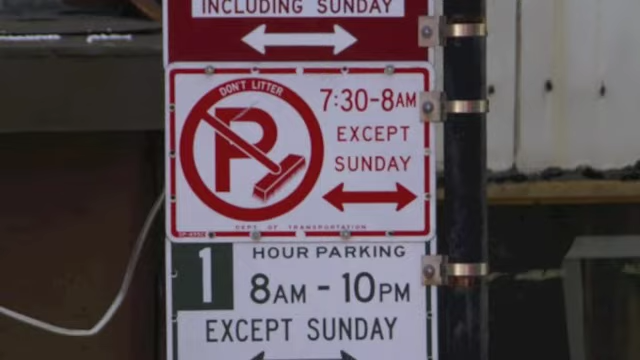 INCLUDING SUNDAY
DON'T LITTER
P
7:30-8AM
EXCEPT
SUNDAY
DEPT. OF TRANSPORTATION
1
HOUR PARKING
8AM - 10PM
EXCEPT SUNDAY